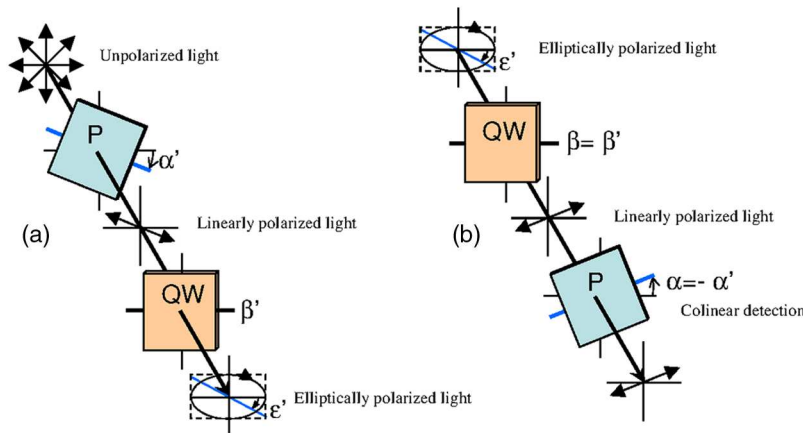 Unpolarized light
P
α'
Linearly polarized light
(a)
QW
β'
ε'
Elliptically polarized light
Elliptically polarized light
ε'
QW
β= β'
Linearly polarized light
(b)
P
α=- α'
Colinear detection